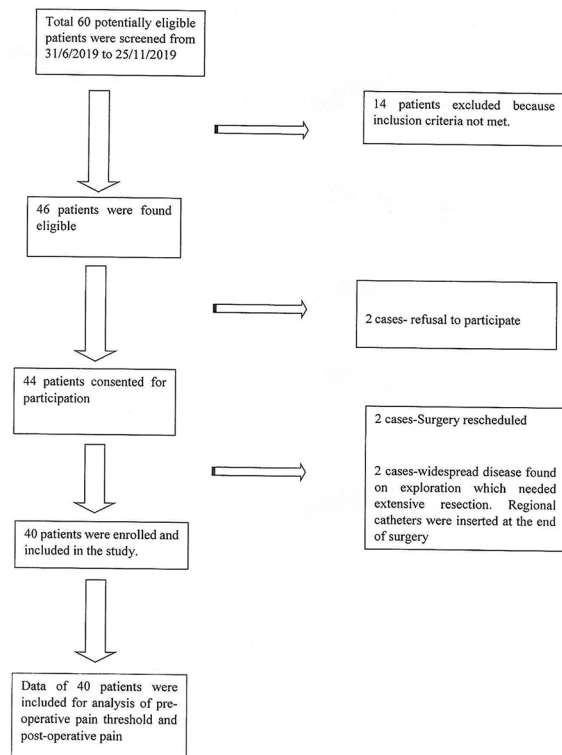 Total 60 potentially eligible
patients were screened from
31/6/2019 to 25/11/2019
14 patients excluded because
inclusion criteria not met.
46 patients were found
eligible
2 cases- refusal to participate
44 patients consented for
participation
2 cases-Surgery rescheduled
2 cases-widespread disease found
on exploration which needed
extensive resection. Regional
catheters were inserted at the end
of surgery
40 patients were enrolled and
included in the study.
Data of 40 patients were
included for analysis of pre-
operative pain threshold and
post-operative pain